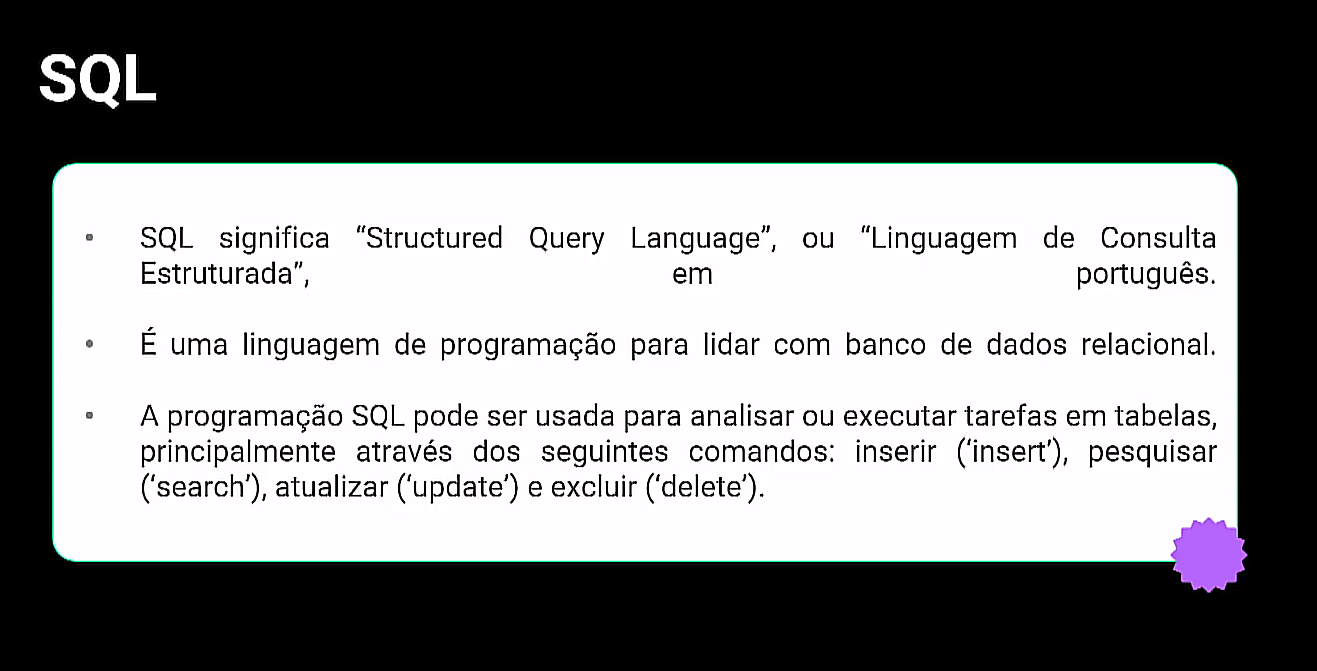 SQL
• SQL significa “Structured Query Language”, ou “Linguagem de Consulta
Estruturada”, em português.
• É uma linguagem de programação para lidar com banco de dados relacional.
• A programação SQL pode ser usada para analisar ou executar tarefas em tabelas,
principalmente através dos seguintes comandos: inserir (‘insert’), pesquisar
(‘search’), atualizar (‘update’) e excluir (‘delete’).